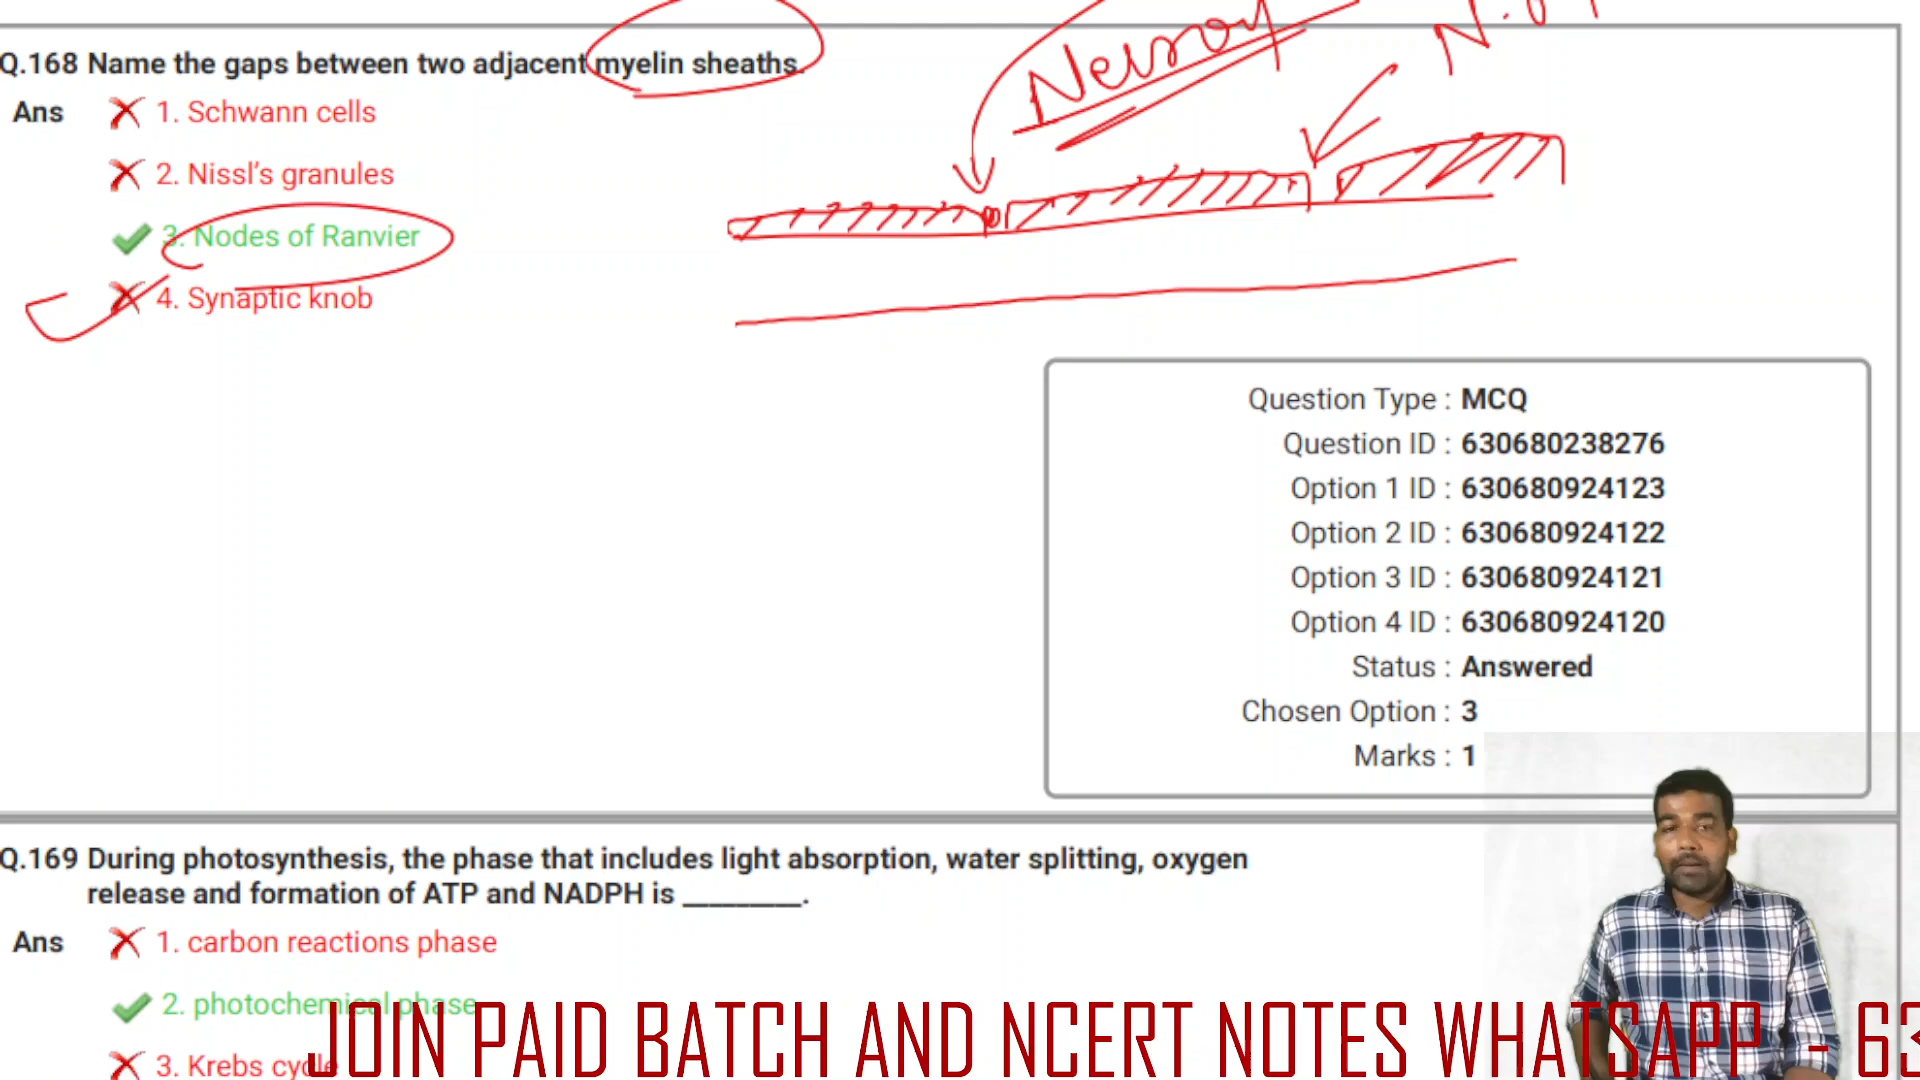 Q.168 Name the gaps between two adjacent myelin sheaths.
Ans
1. Schwann cells
2. Nissl's granules
3. Nodes of Ranvier
4. Synaptic knob
Question Type : MCQ
Question ID : 630680238276
Option 1 ID : 630680924123
Option 2 ID : 630680924122
Option 3 ID : 630680924121
Option 4 ID : 630680924120
Status : Answered
Chosen Option : 3
Marks : 1
Q.169 During photosynthesis, the phase that includes light absorption, water splitting, oxygen
release and formation of ATP and NADPH is ________.
Ans
1. carbon reactions phase
2. photochemical phase
3. Krebs cycle
JOIN PAID BATCH AND NCERT NOTES WHATSAPP - 63